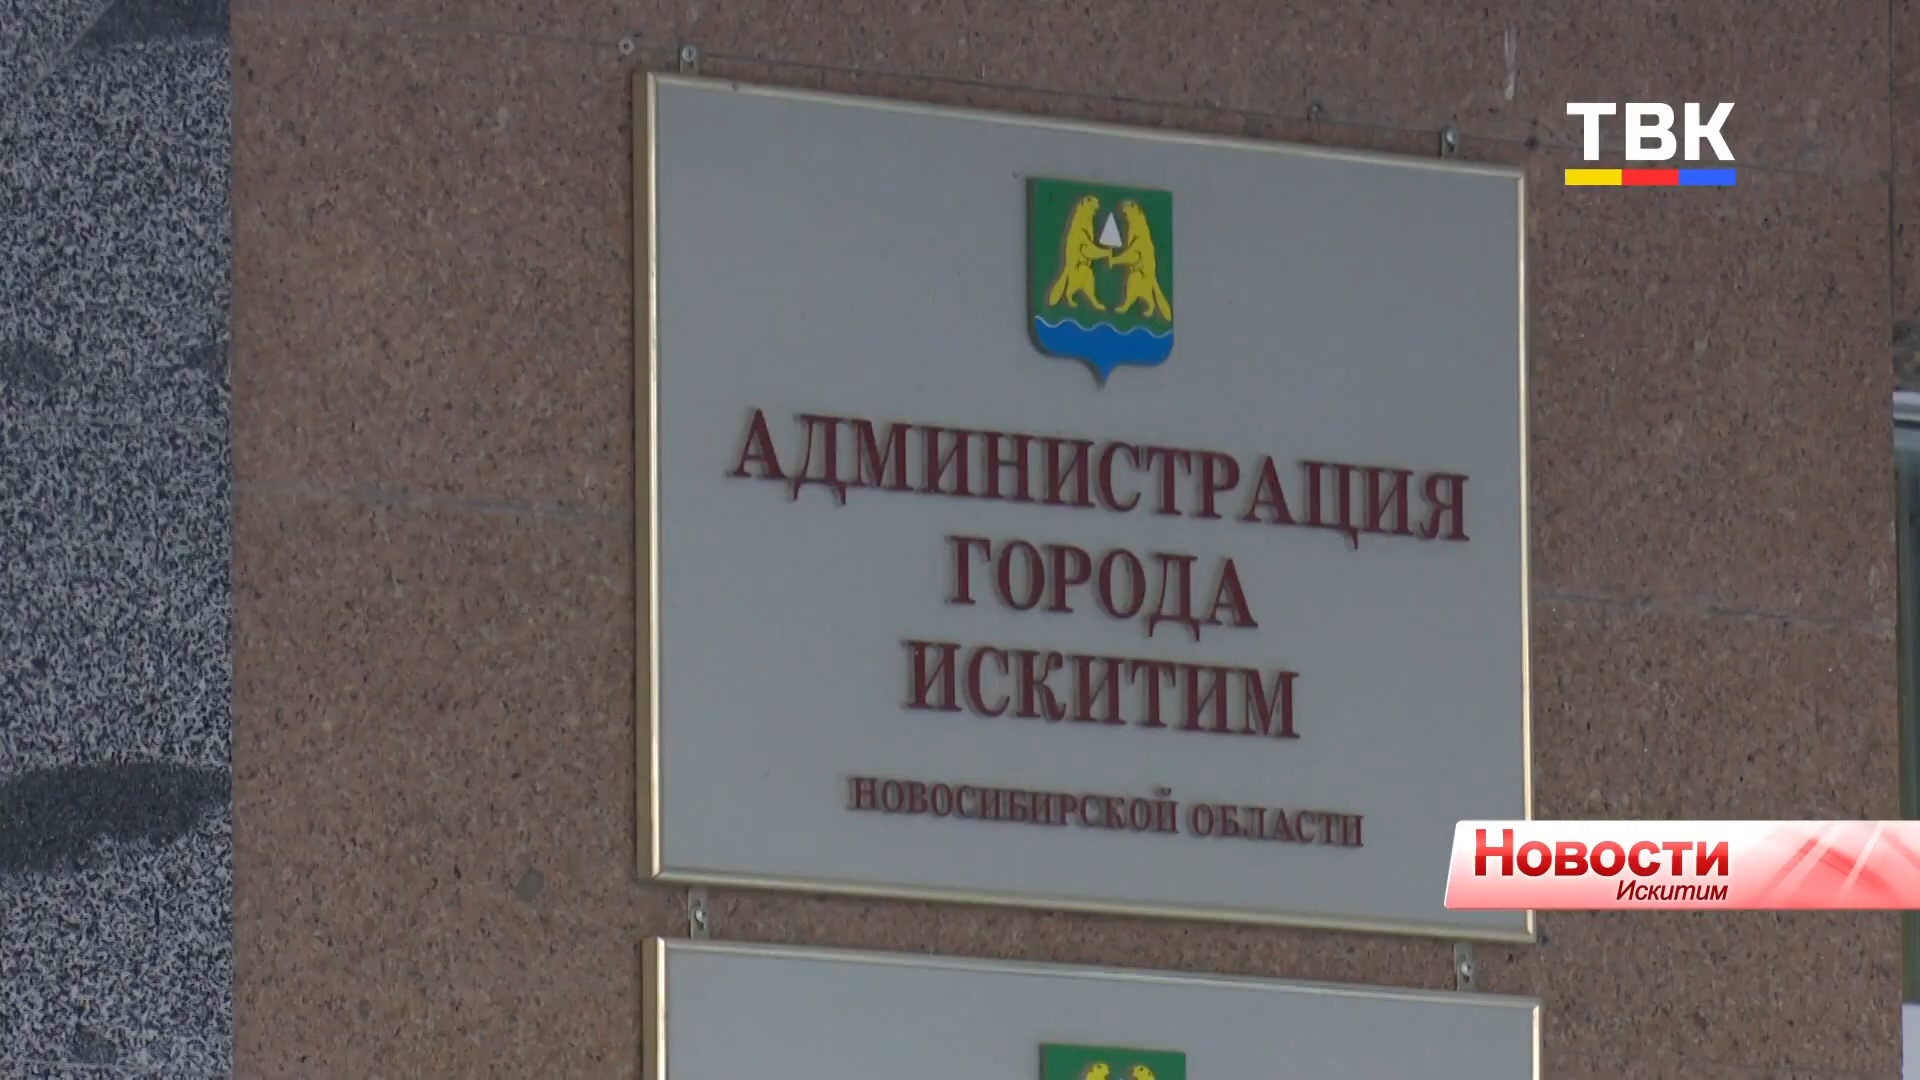 ТВК
АДМИНИСТРАЦИЯ
ГОРОДА
ИСКИТИМ
НОВОСИБИРСКОЙ ОБЛАСТИ
Новости
Искитим